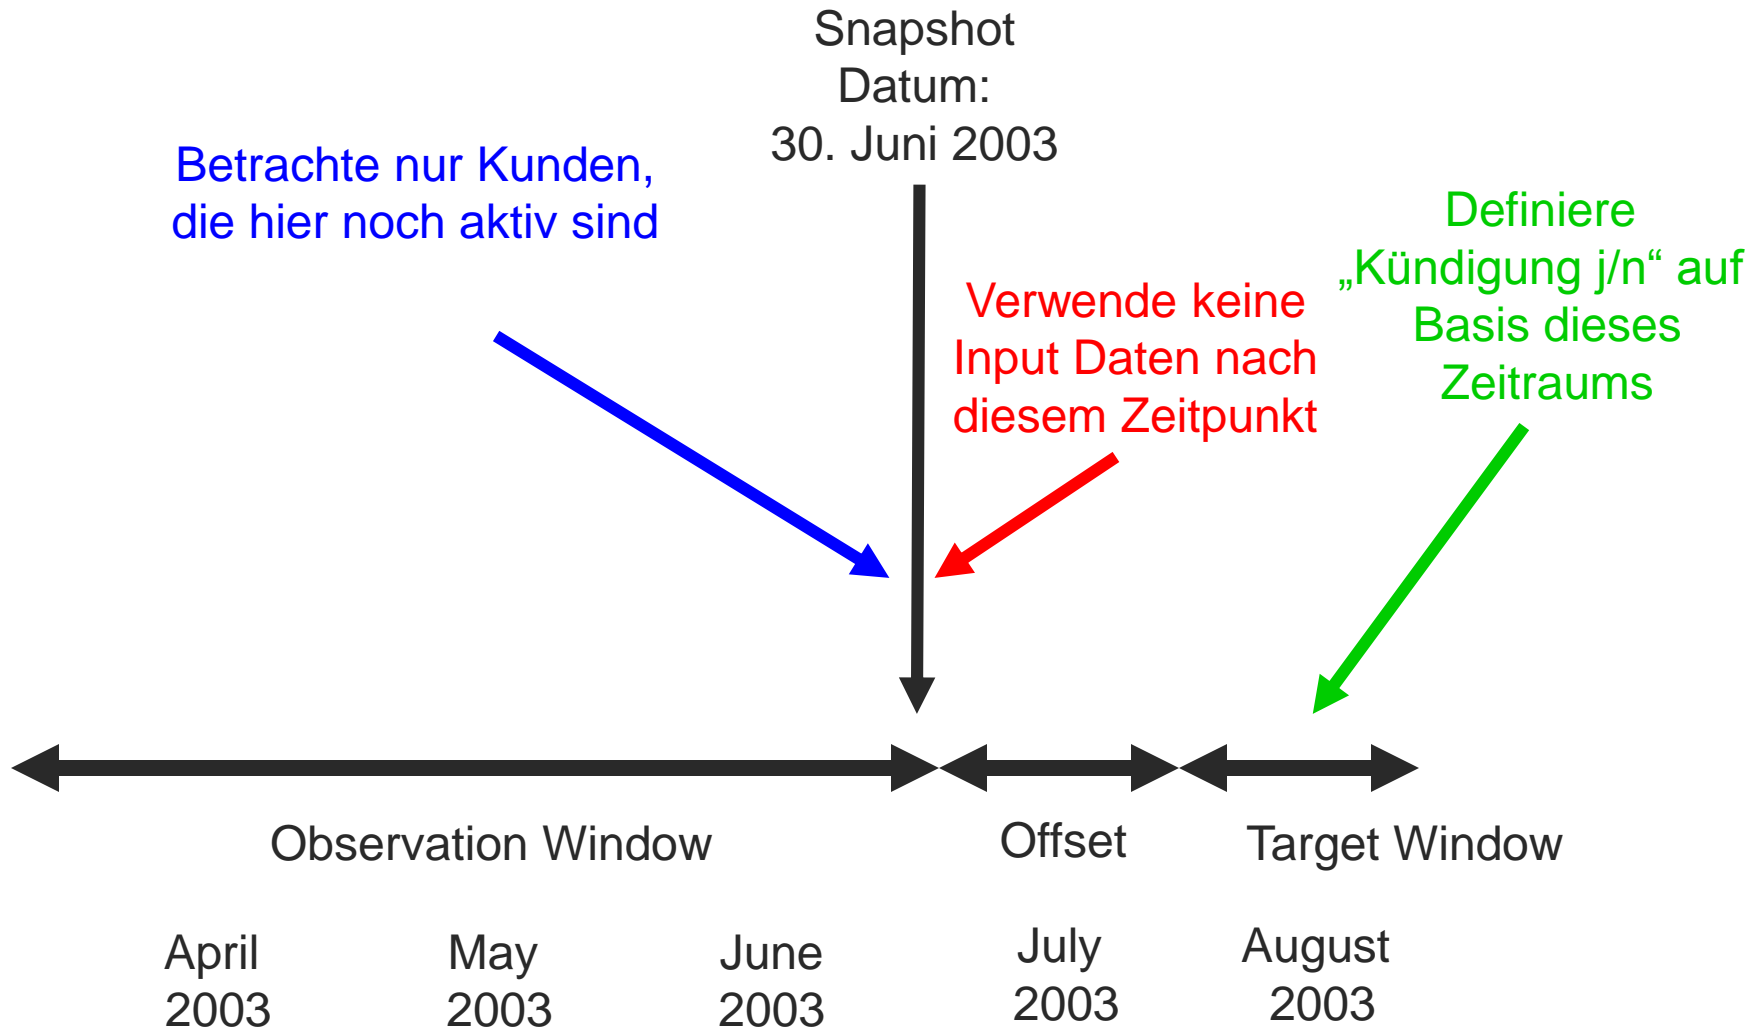 Snapshot
Datum:
30. Juni 2003
Betrachte nur Kunden,
die hier noch aktiv sind
Verwende keine
Input Daten nach
diesem Zeitpunkt
Definiere
„Kündigung j/n“ auf
Basis dieses
Zeitraums
Observation Window
Offset
Target Window
April
2003
May
2003
June
2003
July
2003
August
2003